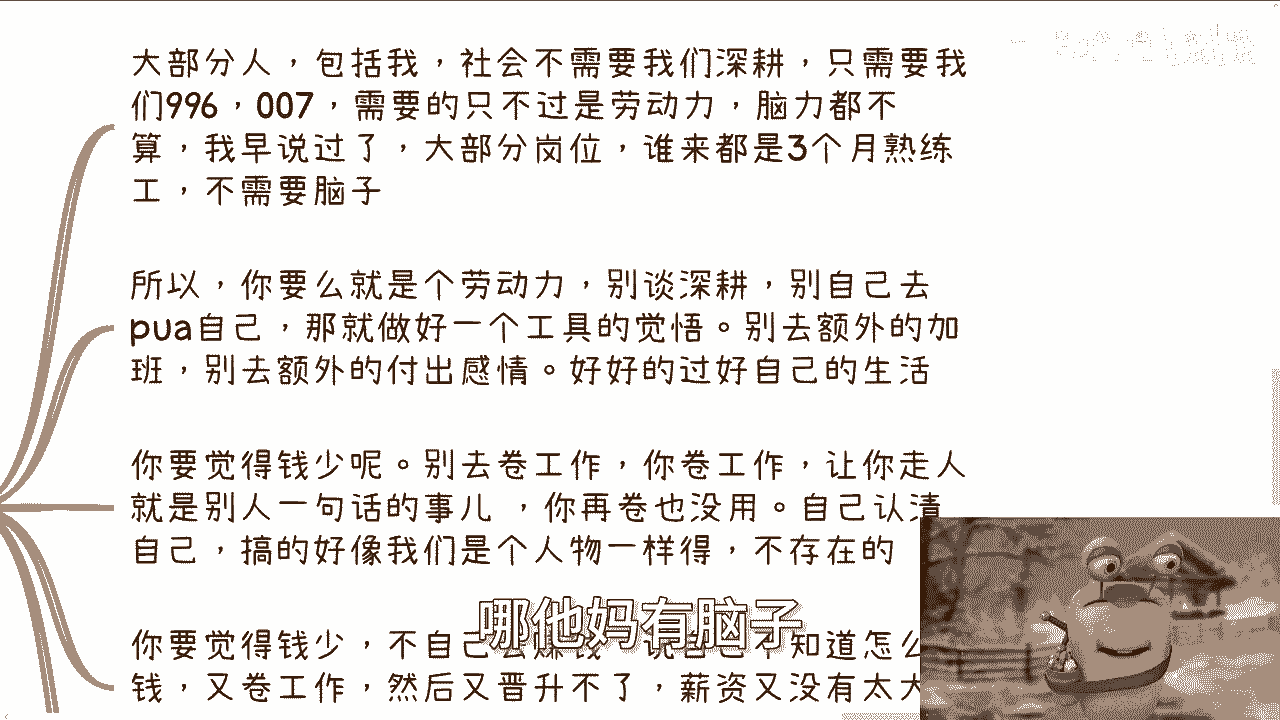 大部分人，包括我，社会不需要我们深耕，只需要我
们996，007，需要的只不过是劳动力，脑力都不
算，我早说过了，大部分岗位，谁来都是3个月熟练
工，不需要脑子
所以，你要么就是个劳动力，别谈深耕，别自己去
pua自己，那就做好一个工具的觉悟。别去额外的加
班，别去额外的付出感情。好好的过好自己的生活
你要觉得钱少呢。别去卷工作，你卷工作，让你走人
就是别人一句话的事儿 ，你再卷也没用。自己认清
自己，搞的好像我们是个人物一样得，不存在的
哪他妈有脑子
你要觉得钱少，不自己 知道怎么
钱，又卷工作，然后又晋升不了，薪资又没有太大